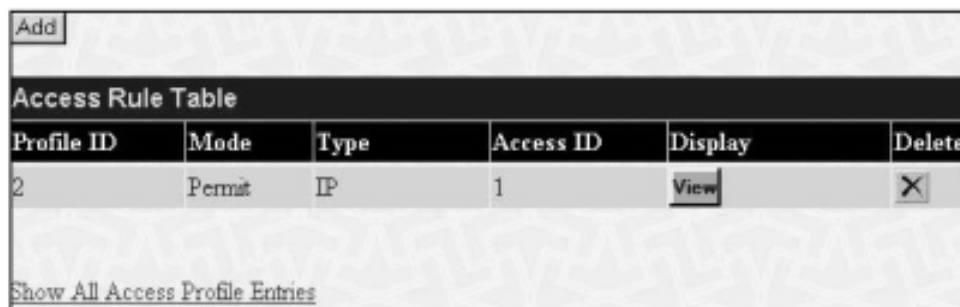 Add
Access Rule Table
Profile ID Mode Type Access ID Display Delete
2 Permit IP 1 View
Show All Access Profile Entries